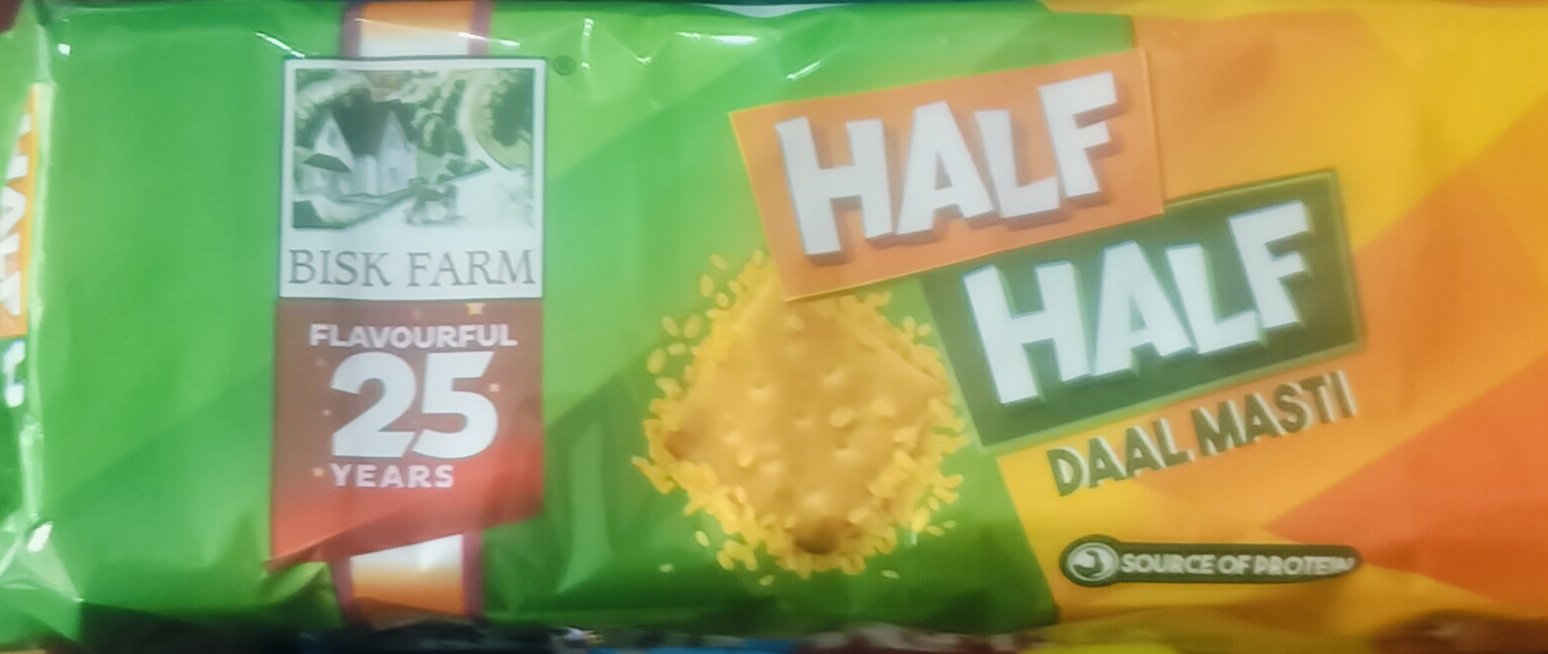 BISK FARM
FLAVOURFUL
25
YEARS
HALF
HALF
DAAL MASTI
SOURCE OF PROTEIN